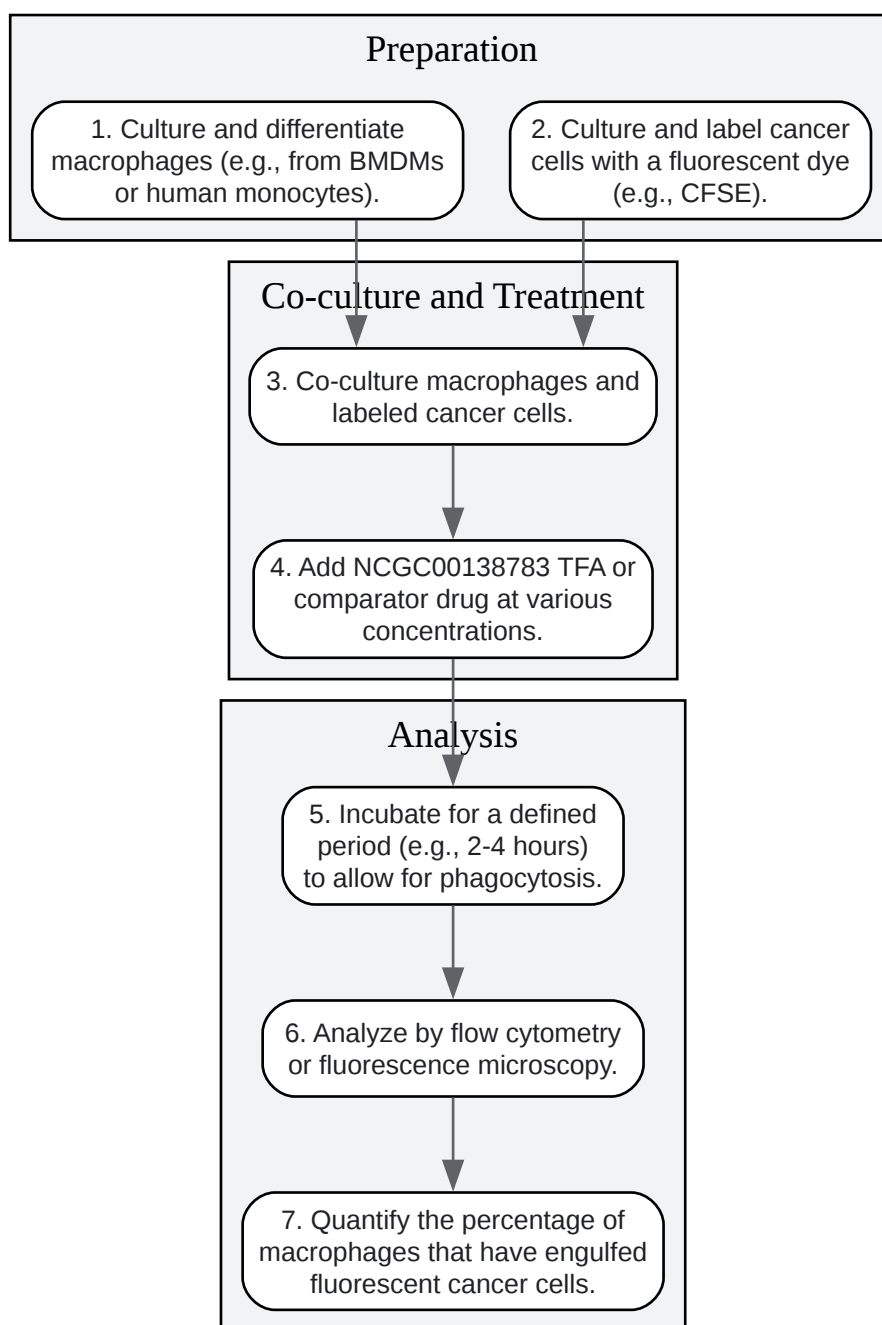 Preparation
1. Culture and differentiate
macrophages (e.g., from BMDMs
or human monocytes).
2. Culture and label cancer
cells with a fluorescent dye
(e.g., CFSE).
Co-culture and Treatment
3. Co-culture macrophages and
labeled cancer cells.
4. Add NCGC00138783 TFA or
comparator drug at various
concentrations.
Analysis
5. Incubate for a defined
period (e.g., 2-4 hours)
to allow for phagocytosis.
6. Analyze by flow cytometry
or fluorescence microscopy.
7. Quantify the percentage of
macrophages that have engulfed
fluorescent cancer cells.